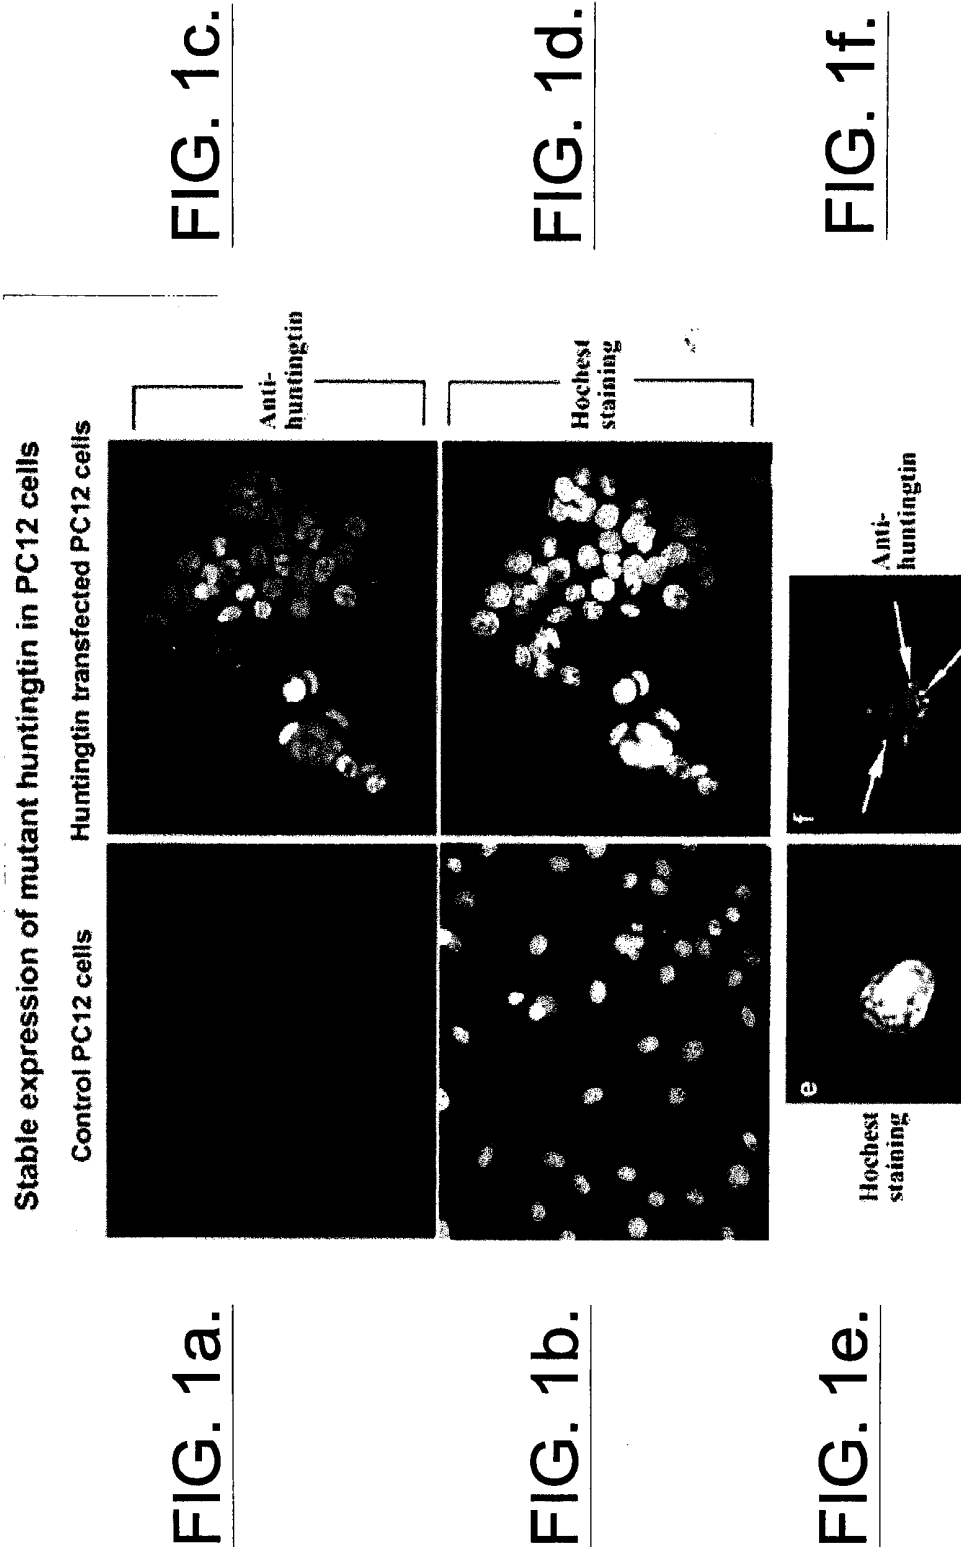 Stable expression of mutant huntingtin in PC12 cells
Control PC12 cells
Huntingtin transfected PC12 cells
FIG. 1a.
Anti-
huntingtin
FIG. 1c.
FIG. 1b.
Hochest
staining
FIG. 1d.
FIG. 1e.
Hochest
staining
e
f
Anti-
huntingtin
FIG. 1f.